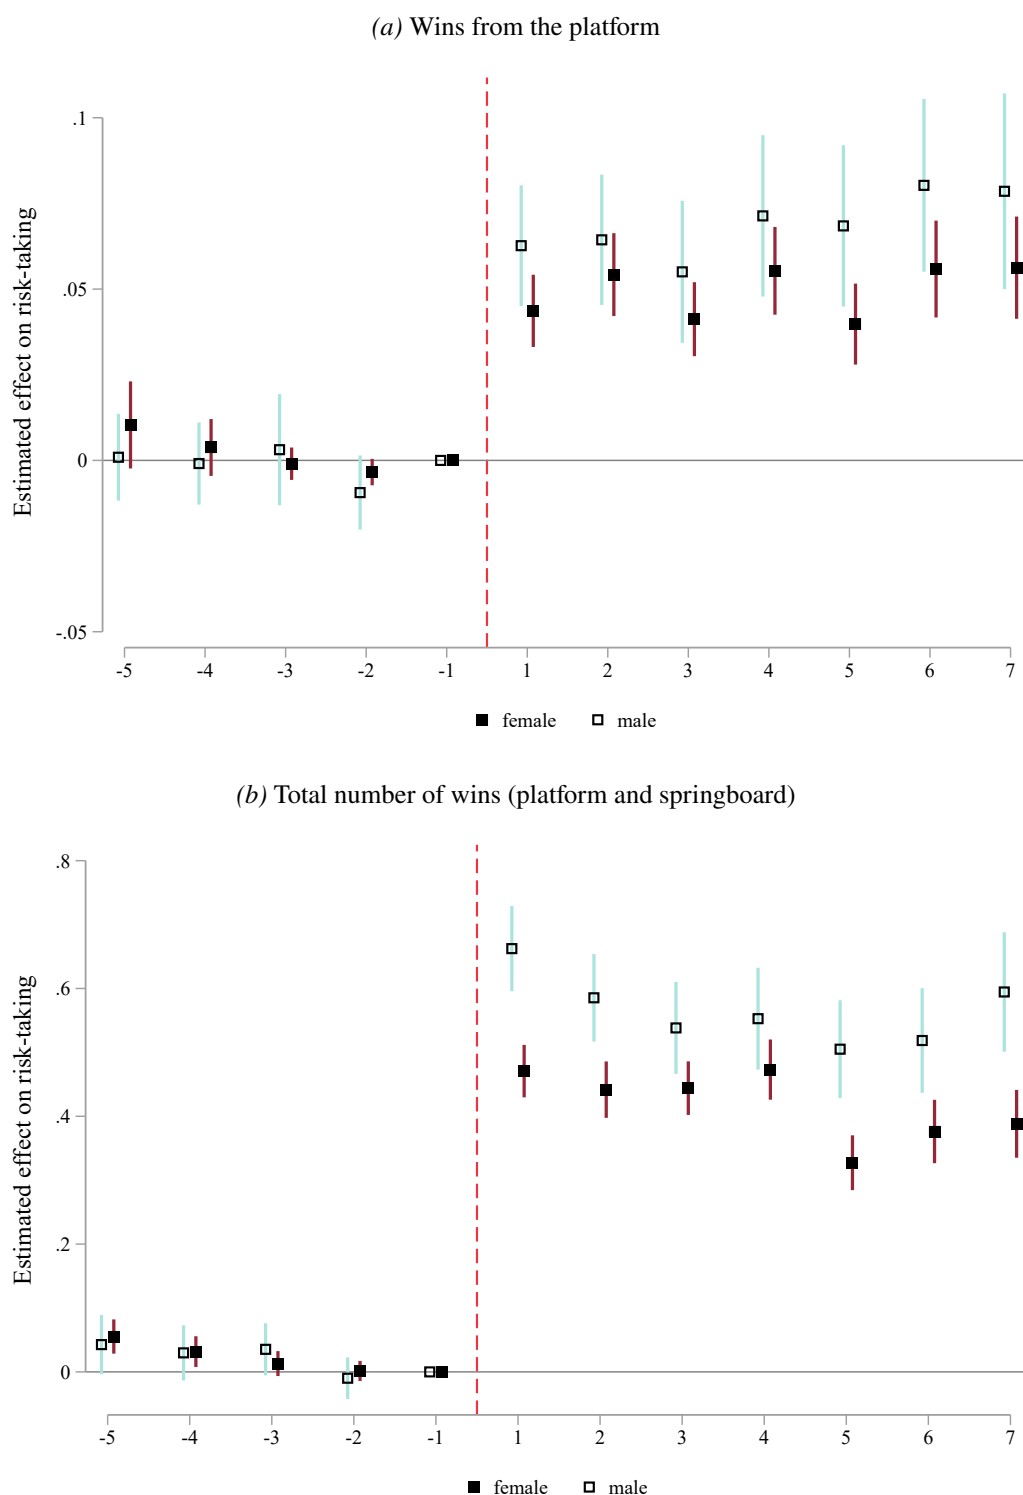 (a) Wins from the platform
Estimated effect on risk-taking
.1
.05
0
-.05
-5 -4 -3 -2 -1 1 2 3 4 5 6 7
female male
(b) Total number of wins (platform and springboard)
Estimated effect on risk-taking
.8
.6
.4
.2
0
-5 -4 -3 -2 -1 1 2 3 4 5 6 7
female male